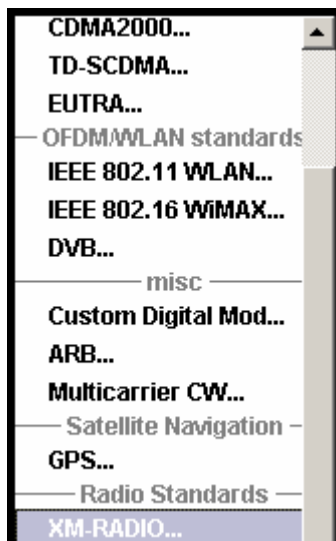 CDMA2000...
TD-SCDMA...
EUTRA...
OFDM/WLAN standards
IEEE 802.11 WLAN...
IEEE 802.16 WiMAX...
DVB...
misc
Custom Digital Mod...
ARB...
Multicarrier CW...
Satellite Navigation
GPS...
Radio Standards
XM-RADIO...